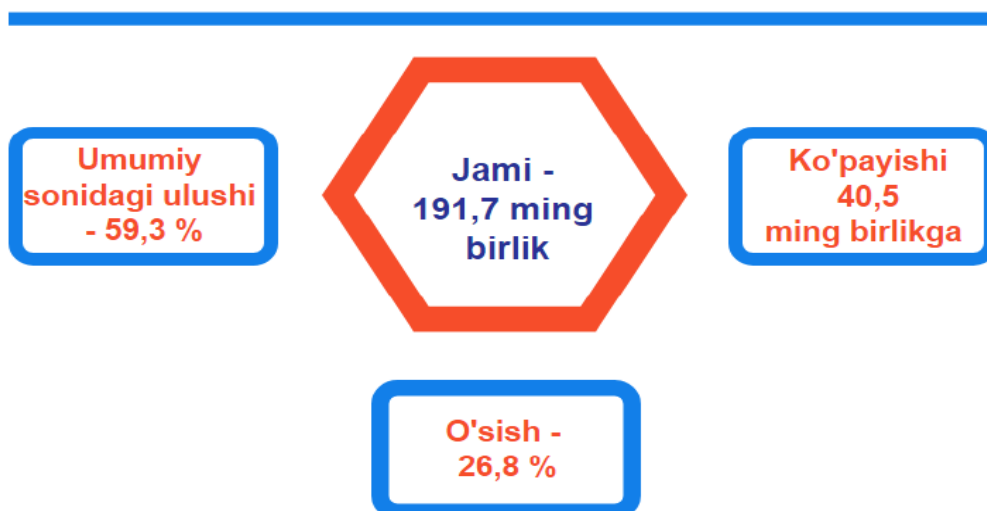 Umumiy
sonidagi ulushi
- 59,3 %
Jami -
191,7 ming
birlik
Ko'payishi
40,5
ming birlikga
O'sish -
26,8 %